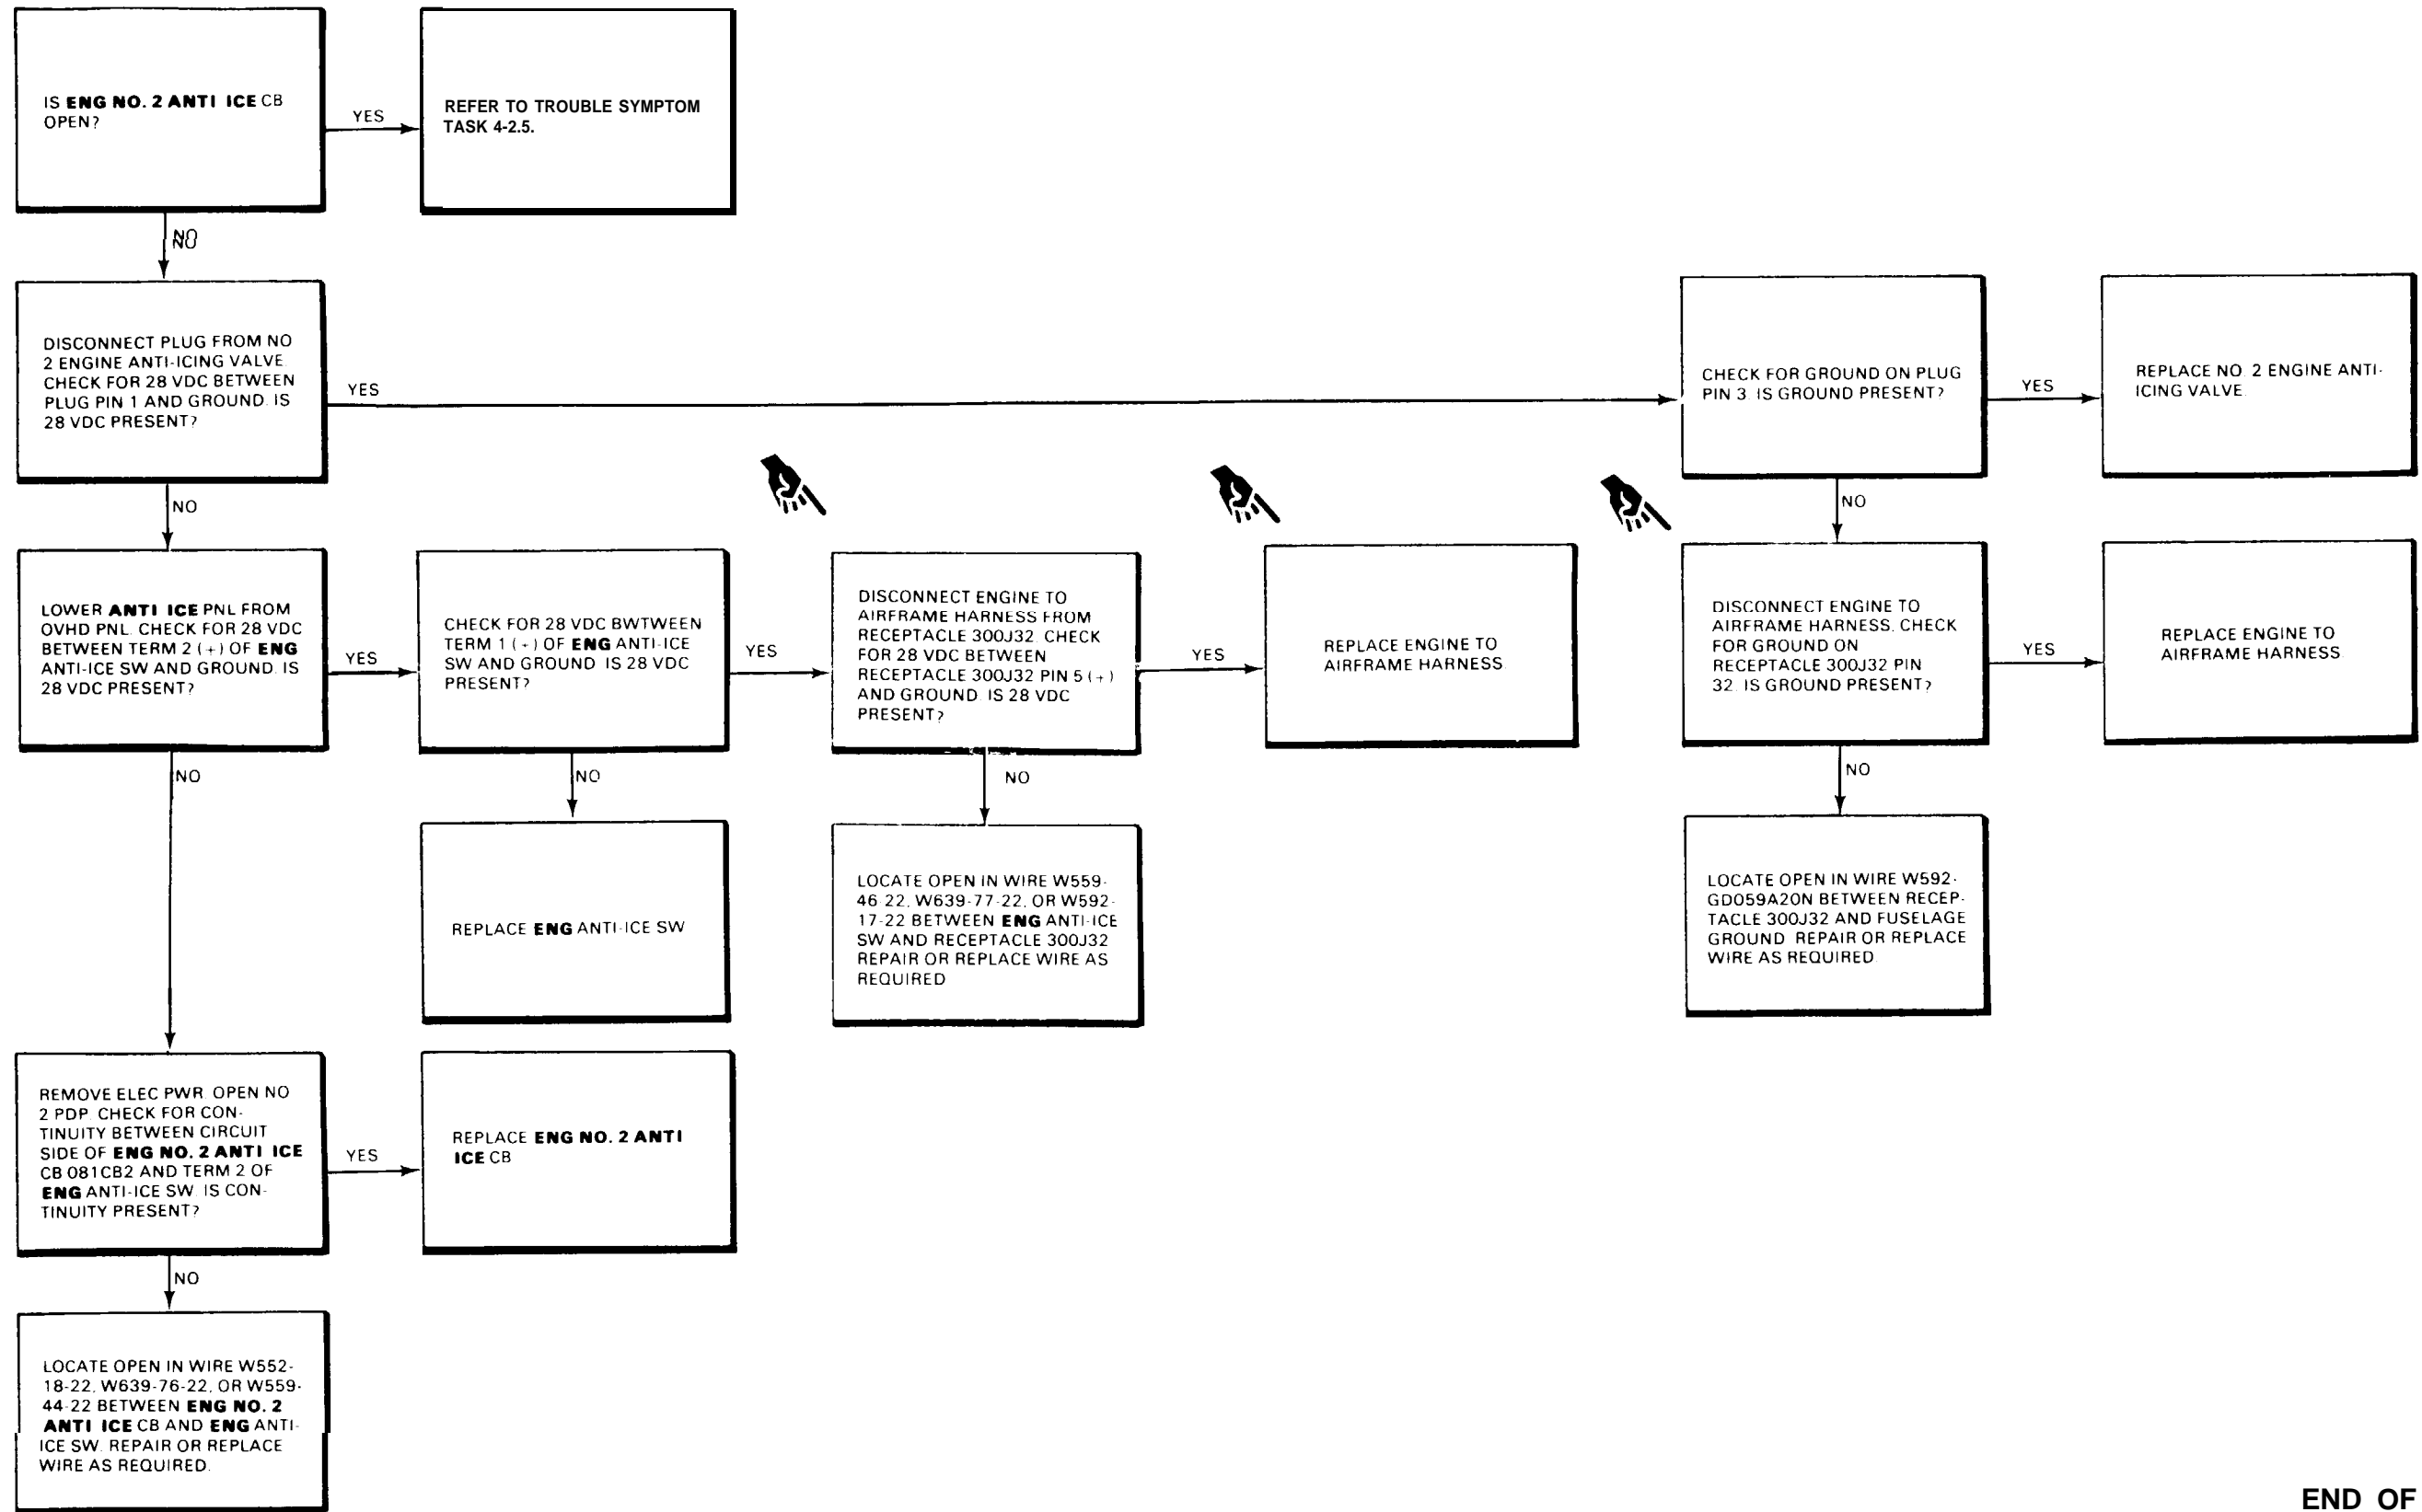 IS ENG NO. 2 ANTI ICE CB
OPEN?
YES
REFER TO TROUBLE SYMPTOM
TASK 4-2.5.
NO
NO
DISCONNECT PLUG FROM NO
2 ENGINE ANTI-ICING VALVE.
CHECK FOR 28 VDC BETWEEN
PLUG PIN 1 AND GROUND. IS
28 VDC PRESENT?
YES
CHECK FOR GROUND ON PLUG
PIN 3. IS GROUND PRESENT?
YES
REPLACE NO. 2 ENGINE ANTI-
ICING VALVE.
NO
NO
LOWER ANTI ICE PNL FROM
OVHD PNL. CHECK FOR 28 VDC
BETWEEN TERM 2 (+) OF ENG
ANTI-ICE SW AND GROUND. IS
28 VDC PRESENT?
YES
CHECK FOR 28 VDC BWTWEEN
TERM 1 (+) OF ENG ANTI-ICE
SW AND GROUND. IS 28 VDC
PRESENT?
YES
DISCONNECT ENGINE TO
AIRFRAME HARNESS FROM
RECEPTACLE 300J32. CHECK
FOR 28 VDC BETWEEN
RECEPTACLE 300J32 PIN 5 (+)
AND GROUND. IS 28 VDC
PRESENT?
YES
REPLACE ENGINE TO
AIRFRAME HARNESS.
DISCONNECT ENGINE TO
AIRFRAME HARNESS. CHECK
FOR GROUND ON
RECEPTACLE 300J32 PIN
32. IS GROUND PRESENT?
YES
REPLACE ENGINE TO
AIRFRAME HARNESS.
NO
NO
NO
NO
REPLACE ENG ANTI-ICE SW
LOCATE OPEN IN WIRE W559-
46-22, W639-77-22, OR W592-
17-22 BETWEEN ENG ANTI-ICE
SW AND RECEPTACLE 300J32
REPAIR OR REPLACE WIRE AS
REQUIRED
LOCATE OPEN IN WIRE W592-
GD059A20N BETWEEN RECEP-
TACLE 300J32 AND FUSELAGE
GROUND REPAIR OR REPLACE
WIRE AS REQUIRED.
REMOVE ELEC PWR. OPEN NO
2 PDP. CHECK FOR CON-
TINUITY BETWEEN CIRCUIT
SIDE OF ENG NO. 2 ANTI ICE
CB 081CB2 AND TERM 2 OF
ENG ANTI-ICE SW. IS CON-
TINUITY PRESENT?
YES
REPLACE ENG NO. 2 ANTI
ICE CB
NO
LOCATE OPEN IN WIRE W552-
18-22, W639-76-22, OR W559-
44-22 BETWEEN ENG NO. 2
ANTI ICE CB AND ENG ANTI-
ICE SW. REPAIR OR REPLACE
WIRE AS REQUIRED.
END OF